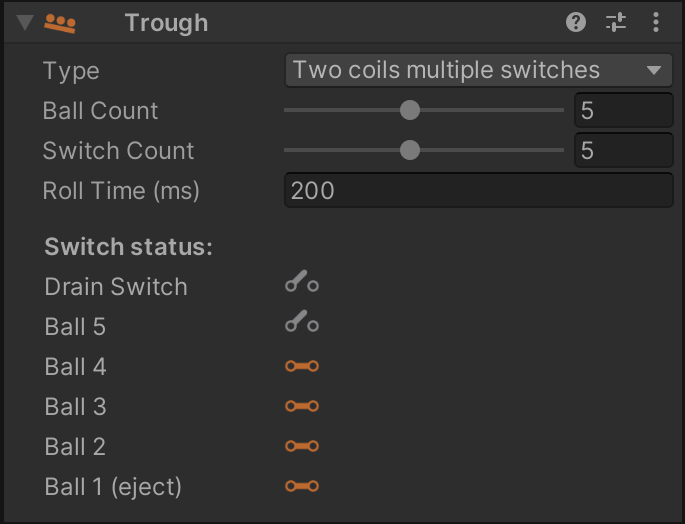 Trough
Type Two coils multiple switches
Ball Count 5
Switch Count 5
Roll Time (ms) 200
Switch status:
Drain Switch
Ball 5
Ball 4
Ball 3
Ball 2
Ball 1 (eject)